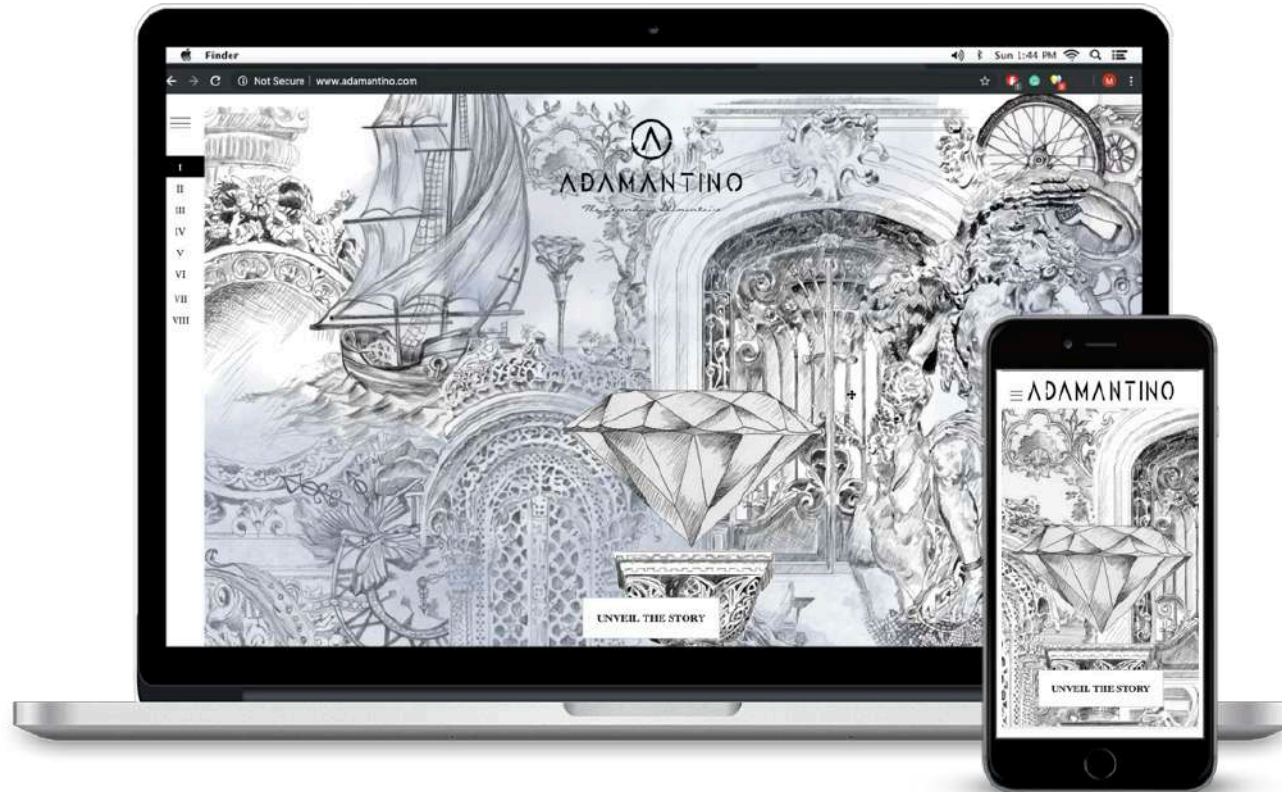 Finder
Sun 1:44 PM
Not Secure | www.adamantino.com
I
II
III
IV
V
VI
VII
VIII
ADAMANTINO
UNVEIL THE STORY
ADAMANTINO
UNVEIL THE STORY